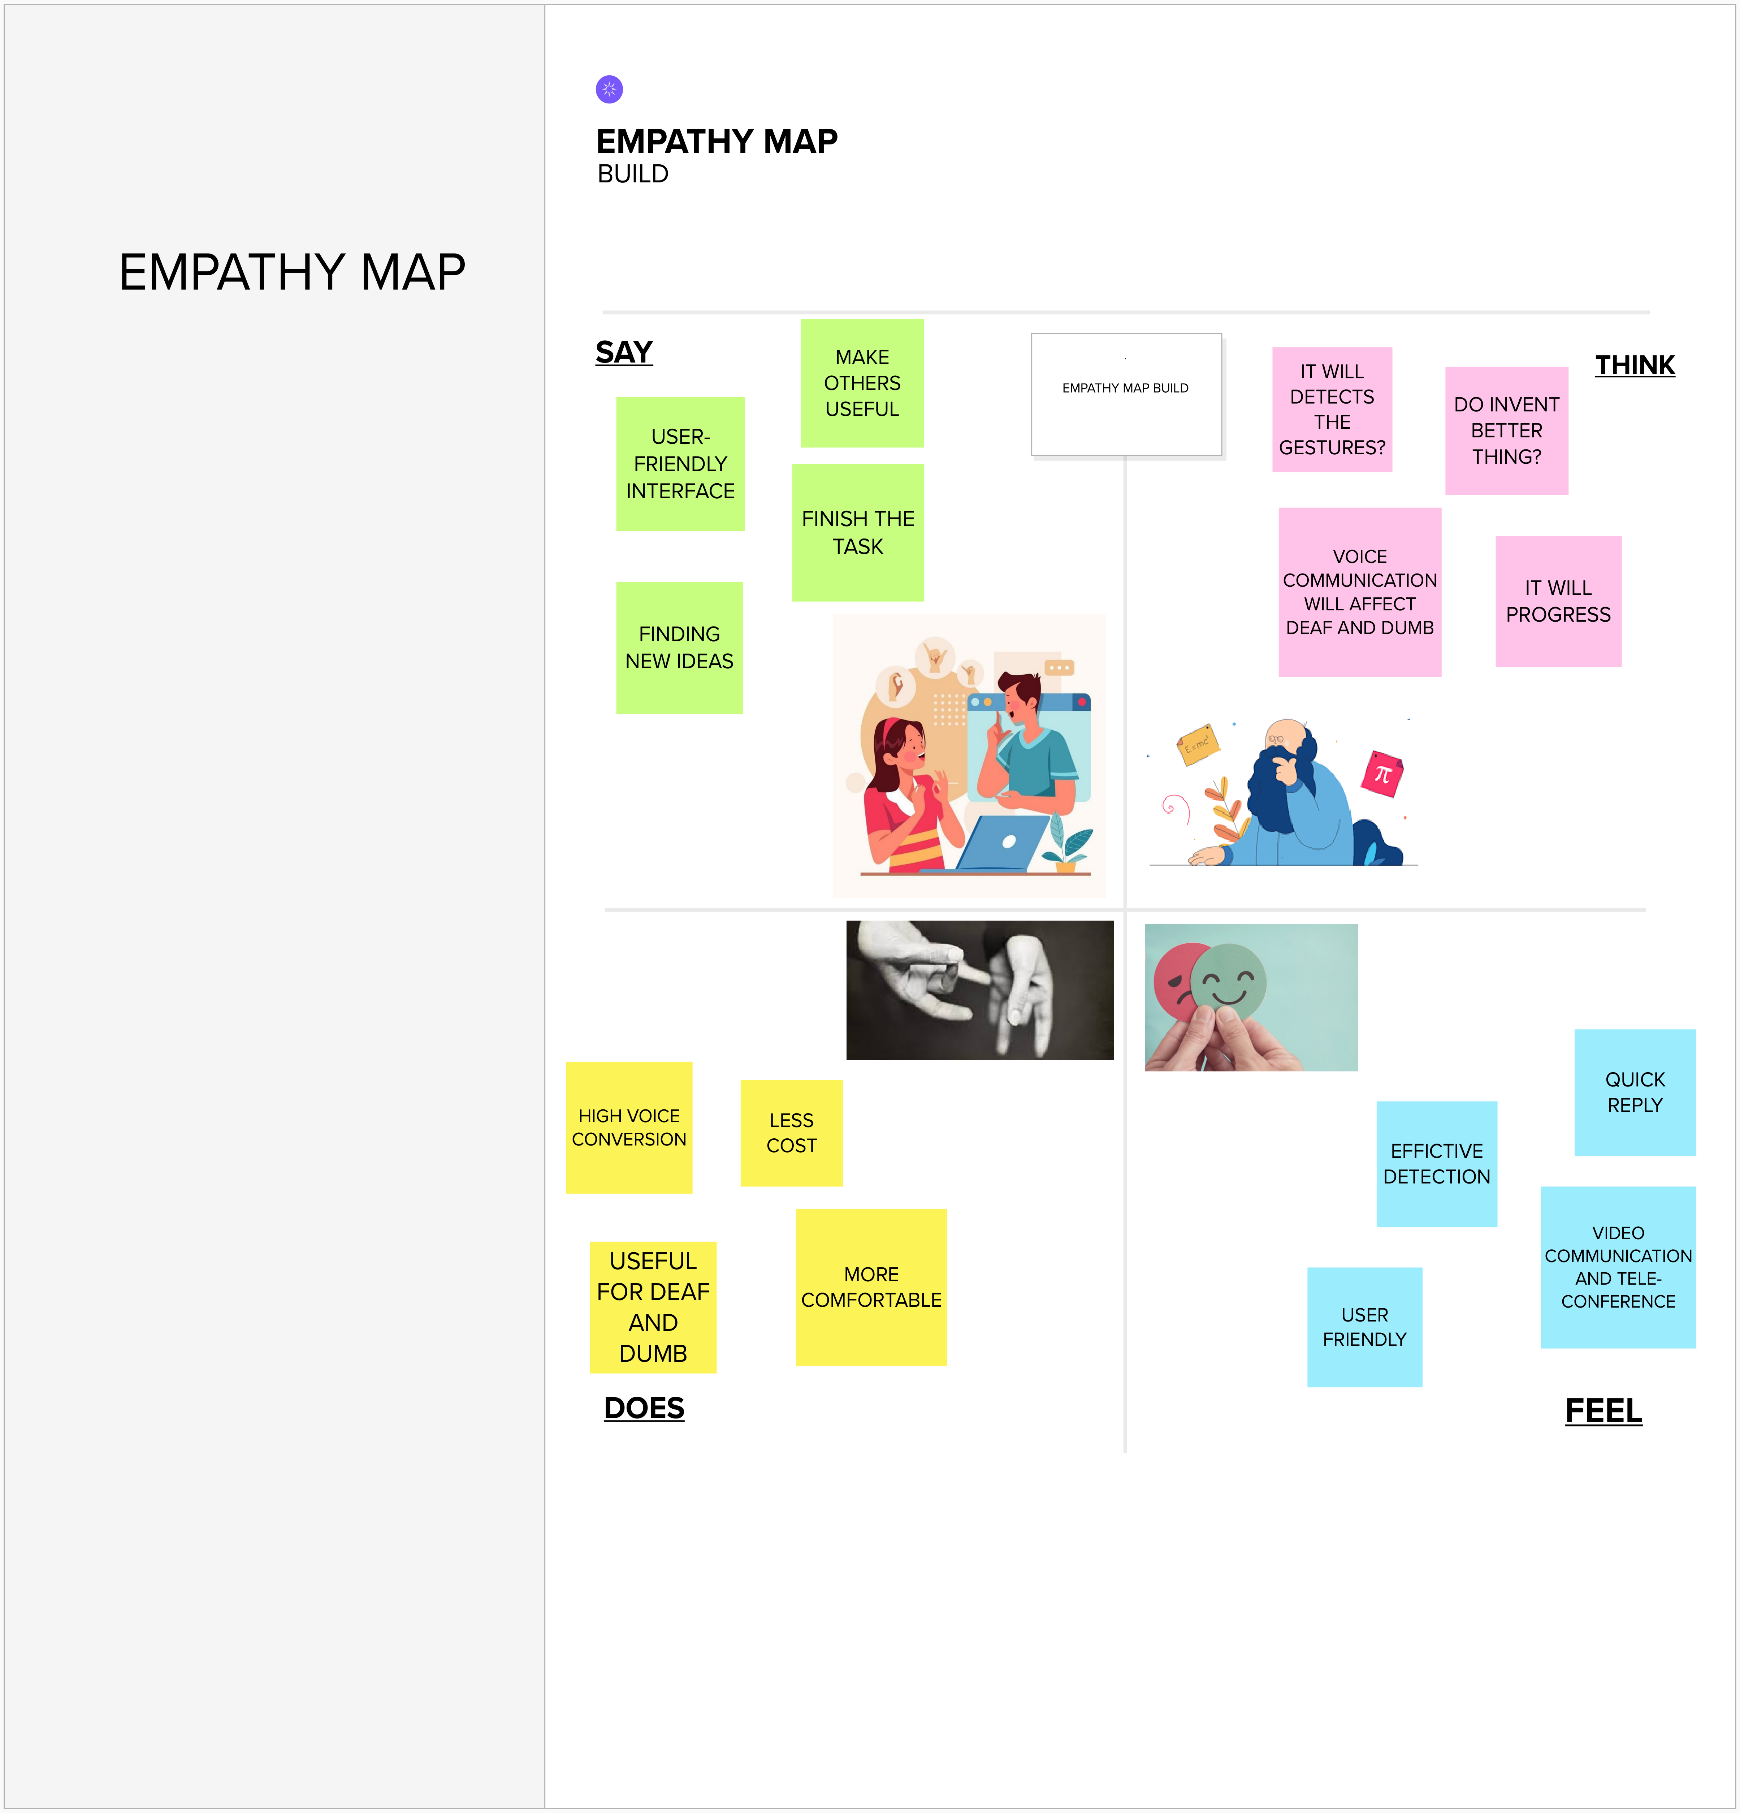 EMPATHY MAP
EMPATHY MAP
BUILD
SAY
MAKE
OTHERS
USEFUL
USER-
FRIENDLY
INTERFACE
FINISH THE
TASK
FINDING
NEW IDEAS
.
EMPATHY MAP BUILD
THINK
IT WILL
DETECTS
THE
GESTURES?
DO INVENT
BETTER
THING?
VOICE
COMMUNICATION
WILL AFFECT
DEAF AND DUMB
IT WILL
PROGRESS
E=mc²
π
HIGH VOICE
CONVERSION
LESS
COST
USEFUL
FOR DEAF
AND
DUMB
MORE
COMFORTABLE
DOES
QUICK
REPLY
EFFICTIVE
DETECTION
VIDEO
COMMUNICATION
AND TELE-
CONFERENCE
USER
FRIENDLY
FEEL